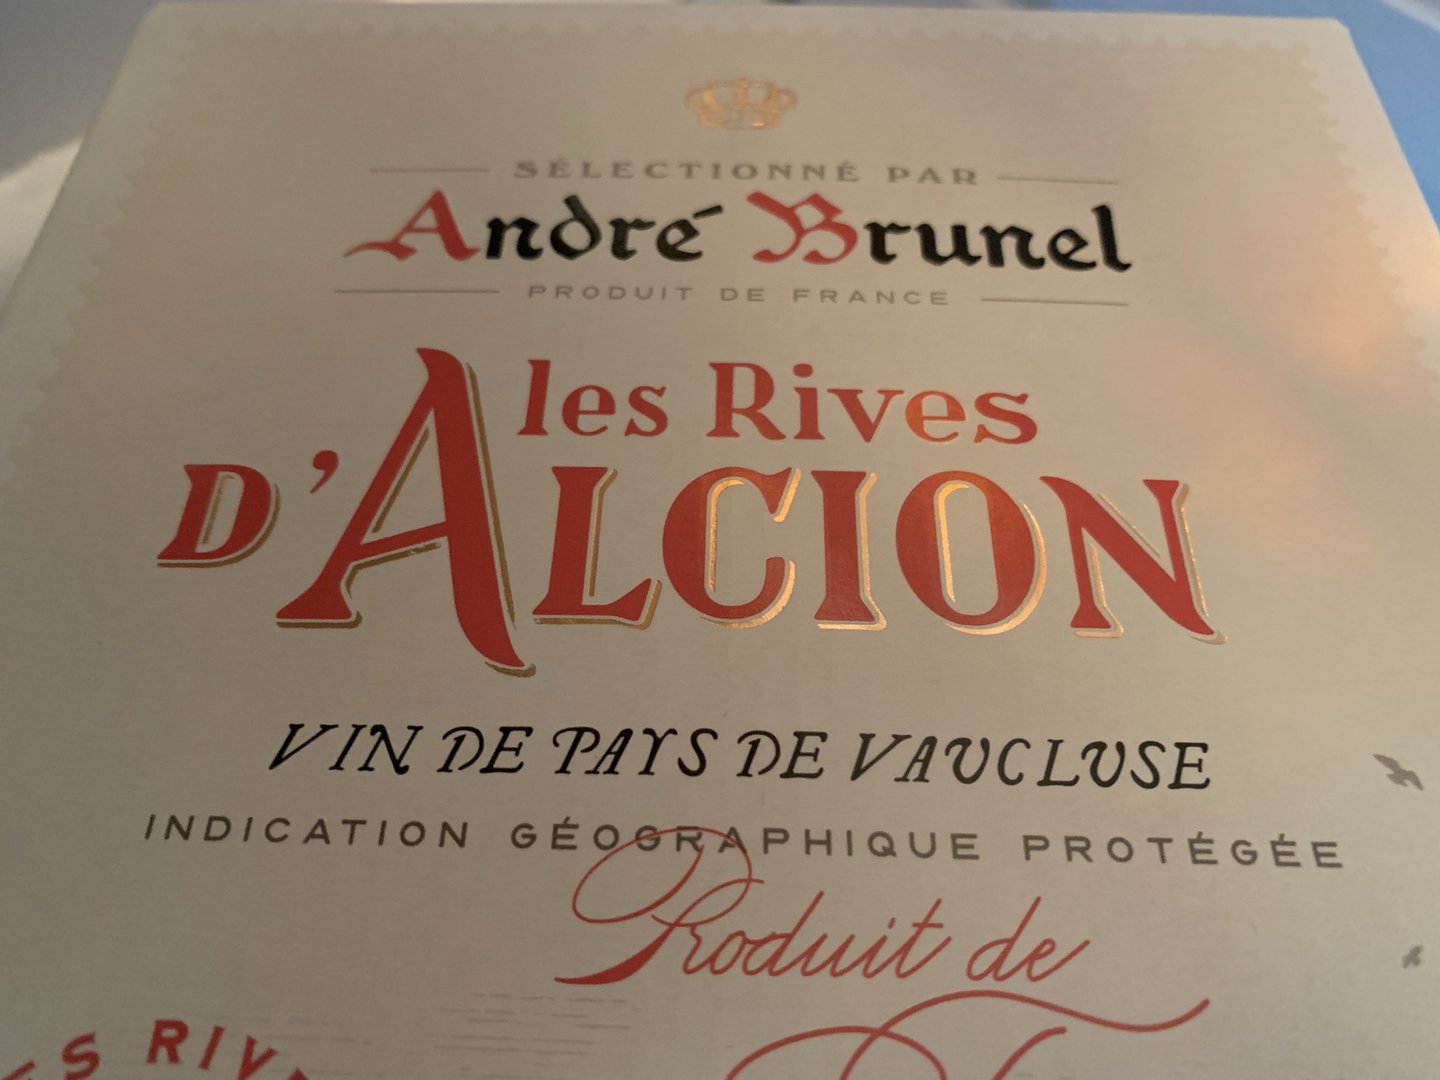 SÉLECTIONNÉ PAR
André Brunel
PRODUIT DE FRANCE
les Rives
D'ALCION
VIN DE PAYS DE VAUCLUSE
INDICATION GÉOGRAPHIQUE PROTÉGÉE
Produit de